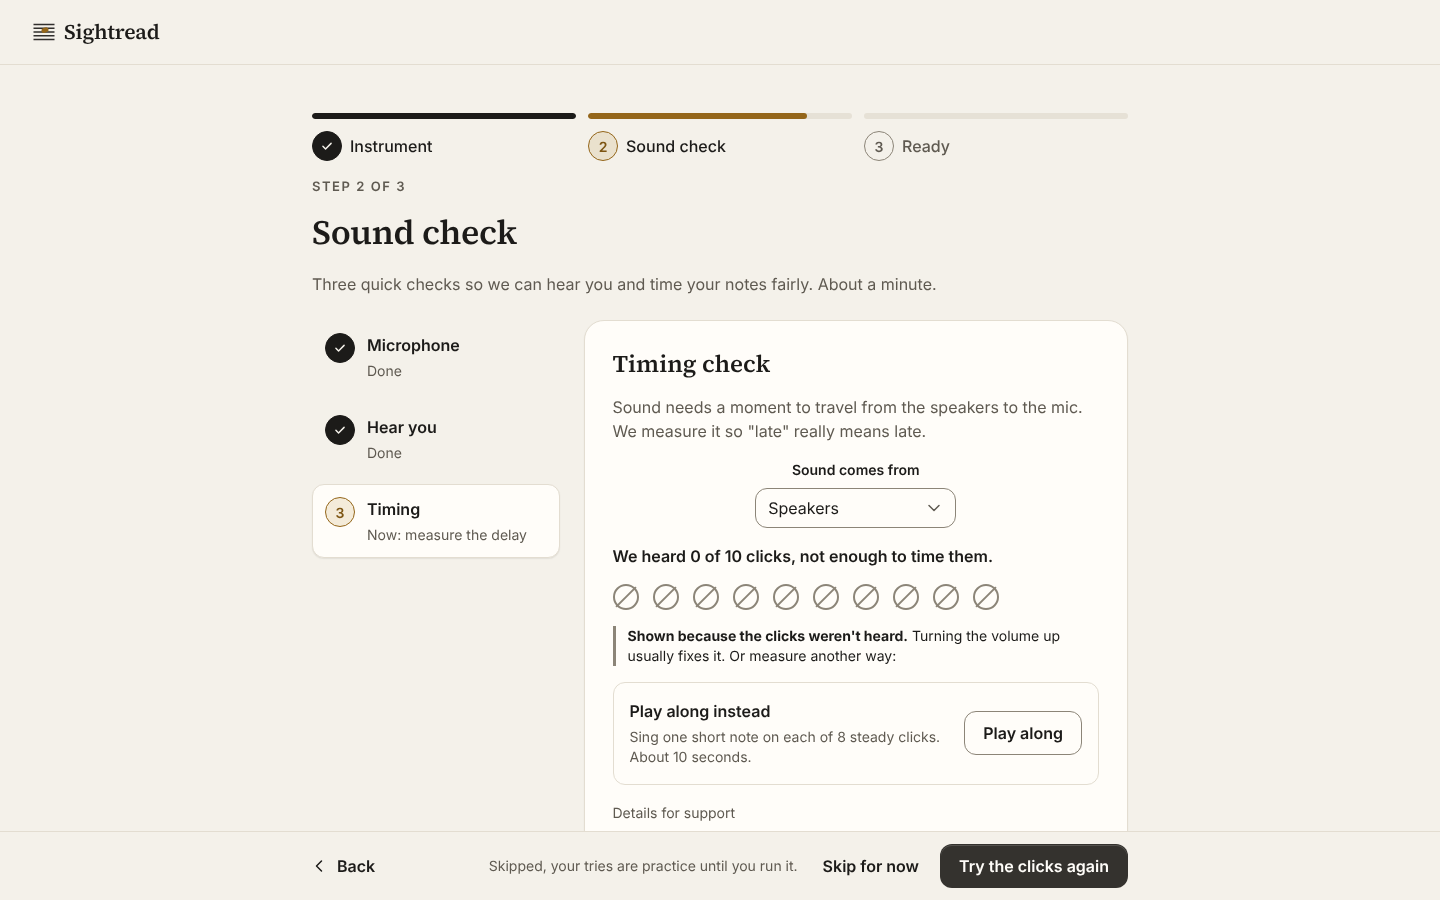 Sightread
Instrument
2 Sound check
3 Ready
STEP 2 OF 3
Sound check
Three quick checks so we can hear you and time your notes fairly. About a minute.
Microphone
Done
Hear you
Done
3 Timing
Now: measure the delay
Timing check
Sound needs a moment to travel from the speakers to the mic.
We measure it so "late" really means late.
Sound comes from
Speakers
We heard 0 of 10 clicks, not enough to time them.
Shown because the clicks weren't heard. Turning the volume up
usually fixes it. Or measure another way:
Play along instead
Sing one short note on each of 8 steady clicks.
About 10 seconds.
Play along
Details for support
Back
Skipped, your tries are practice until you run it.
Skip for now
Try the clicks again